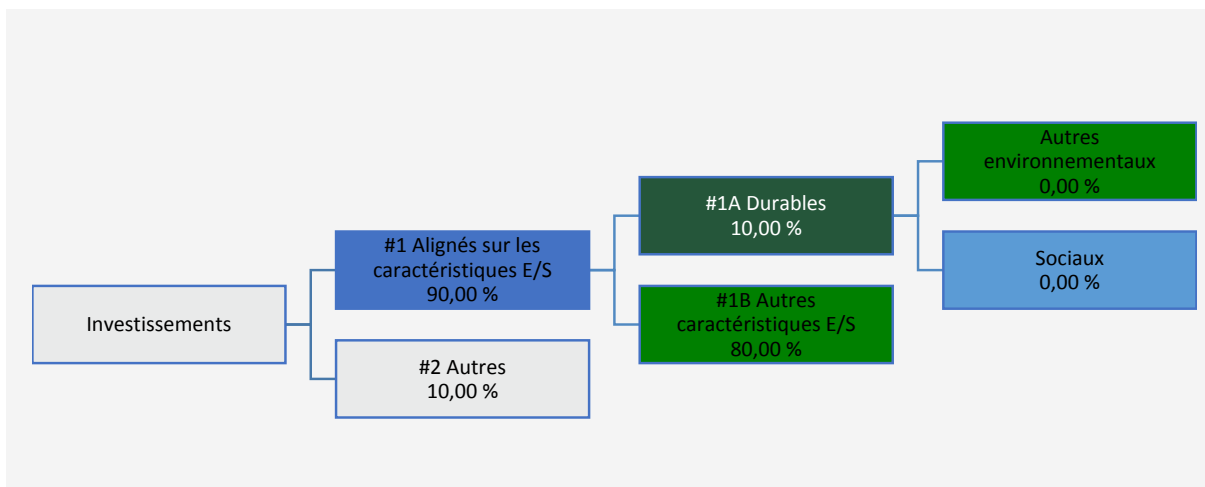 Investissements
#1 Alignés sur les
caractéristiques E/S
90,00 %
#2 Autres
10,00 %
#1A Durables
10,00 %
#1B Autres
caractéristiques E/S
80,00 %
Autres
environnementaux
0,00 %
Sociaux
0,00 %